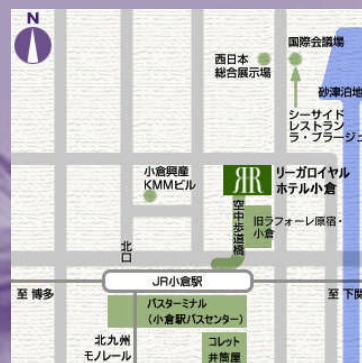 N
国際会議場
西日本
総合展示場
砂津泊地
シーサイド
レストラン
ラ・プラージュ
小倉興産
KMMビル
RR
リーガロイヤル
ホテル小倉
空中歩道橋
旧ラフォーレ原宿・
小倉
北口
JR小倉駅
至 博多
至 下関
バスターミナル
(小倉駅バスセンター)
北九州
モノレール
コレット
井筒屋